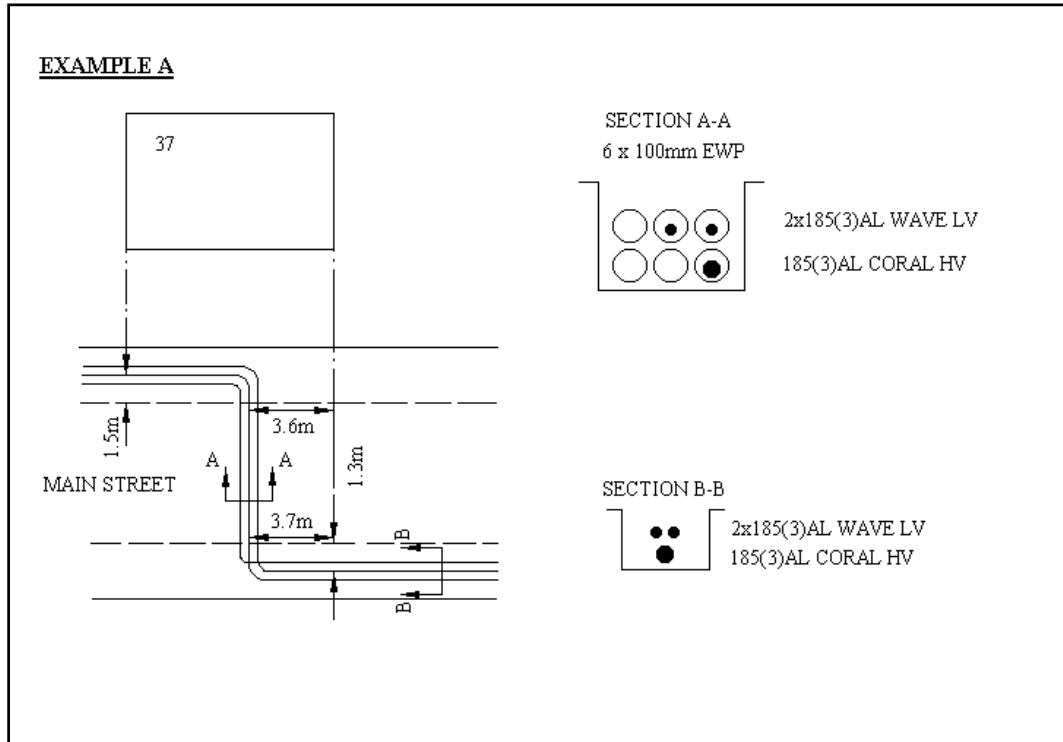 EXAMPLE A
37
SECTION A-A
6 x 100mm EWP
2x185(3)AL WAVE LV
185(3)AL CORAL HV
1.5m
3.6m
A A
1.3m
MAIN STREET
3.7m
B
B
SECTION B-B
2x185(3)AL WAVE LV
185(3)AL CORAL HV